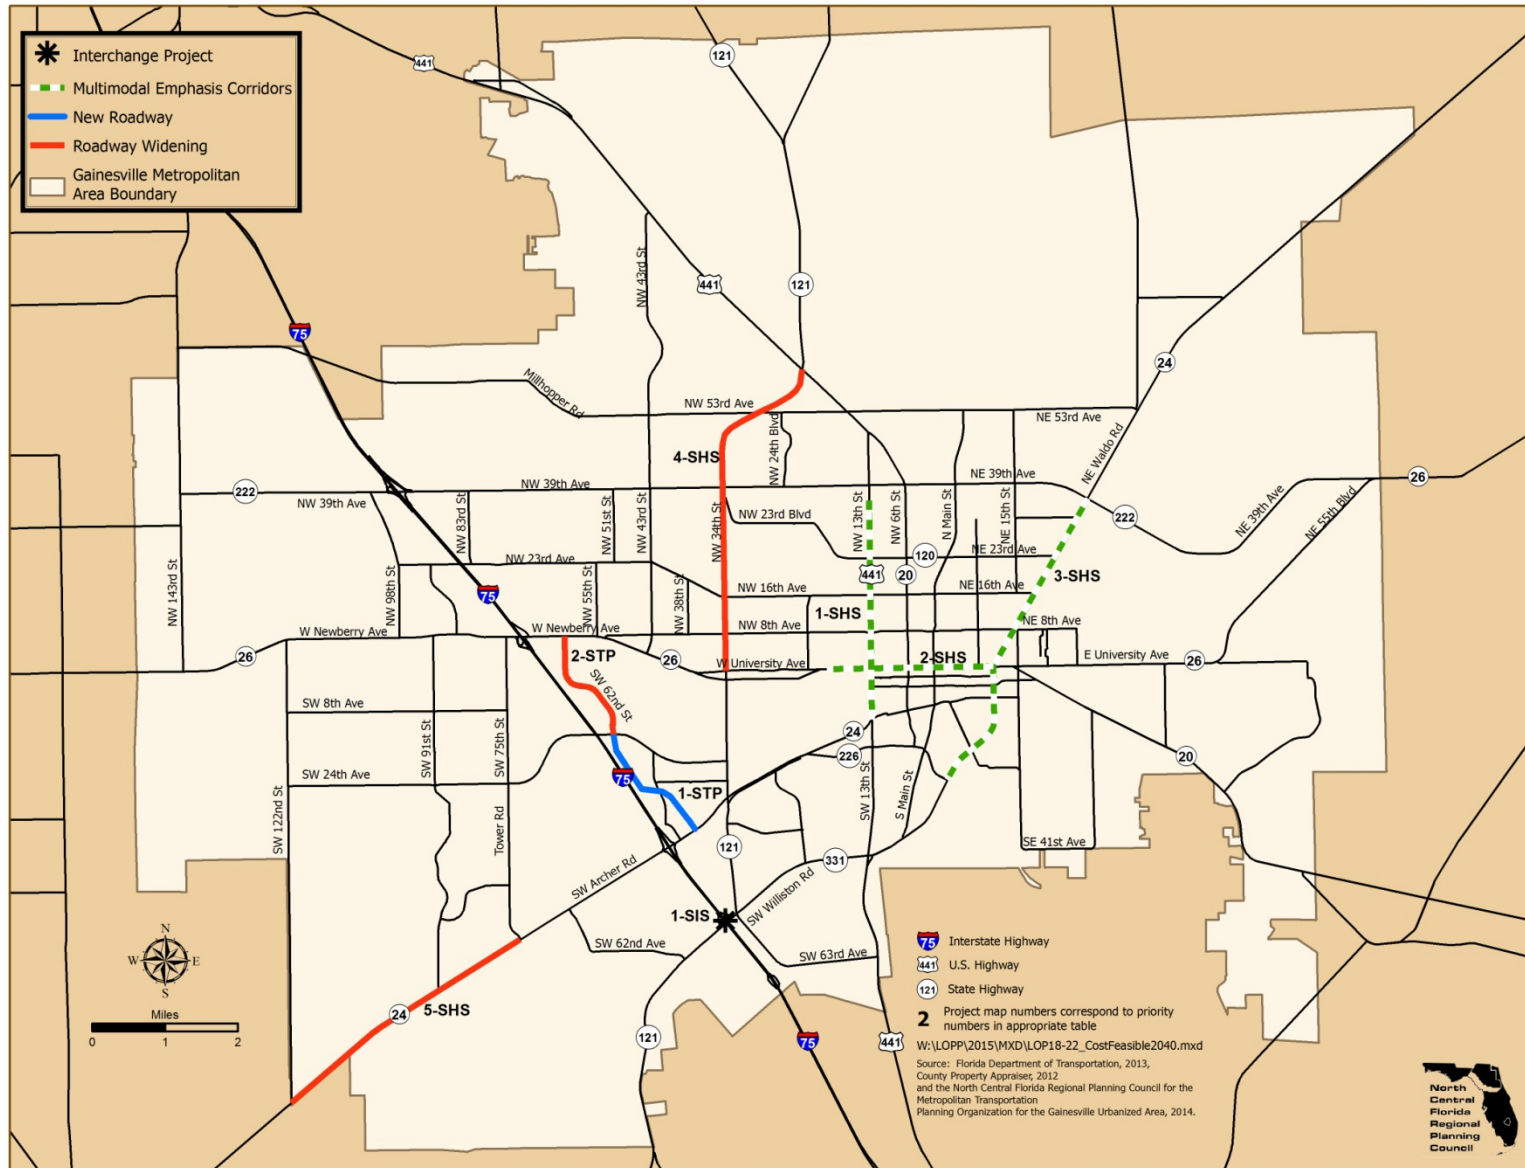 Interchange Project
Multimodal Emphasis Corridors
New Roadway
Roadway Widening
Gainesville Metropolitan
Area Boundary
441
121
441
121
NW 43rd St
75
24
Millhopper Rd
NW 53rd Ave
NE 53rd Ave
NW 24th Blvd
NE Waldo Rd
4-SHS
222
NW 39th Ave
NW 39th Ave
NE 39th Ave
26
222
NE 39th Ave
NE 55th Blvd
NW 83rd St
NW 51st St
NW 43rd St
NW 34th St
NW 23rd Blvd
NW 13th St
NW 6th St
N Main St
NE 15th St
120
NE 23rd Ave
NW 143rd St
NW 98th St
NW 23rd Ave
NW 55th St
NW 38th St
441
20
3-SHS
75
NW 16th Ave
NE 16th Ave
1-SHS
W Newberry Ave
W Newberry Ave
NW 8th Ave
NE 8th Ave
26
2-STP
26
W University Ave
2-SHS
E University Ave
26
SW 62nd St
SW 8th Ave
SW 91st St
SW 75th St
24
226
20
SW 24th Ave
75
1-STP
SW 13th St
S Main St
SW 122nd St
Tower Rd
121
331
SE 41st Ave
SW Archer Rd
SW Williston Rd
1-SIS
SW 62nd Ave
SW 63rd Ave
N
W
E
S
24
5-SHS
121
75
441
Miles
0
1
2
75
Interstate Highway
441
U.S. Highway
121
State Highway
2
Project map numbers correspond to priority
numbers in appropriate table
W:\LOPP\2015\MXD\LOP18-22_CostFeasible2040.mxd
Source: Florida Department of Transportation, 2013,
County Property Appraiser, 2012
and the North Central Florida Regional Planning Council for the
Metropolitan Transportation
Planning Organization for the Gainesville Urbanized Area, 2014.
North
Central
Florida
Regional
Planning
Council